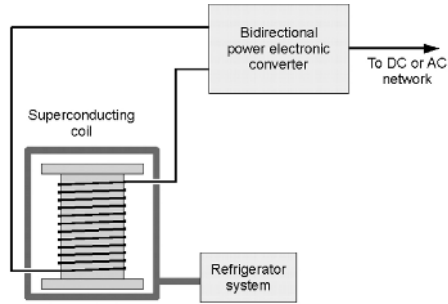 Bidirectional
power electronic
converter
To DC or AC
network
Superconducting
coil
Refrigerator
system